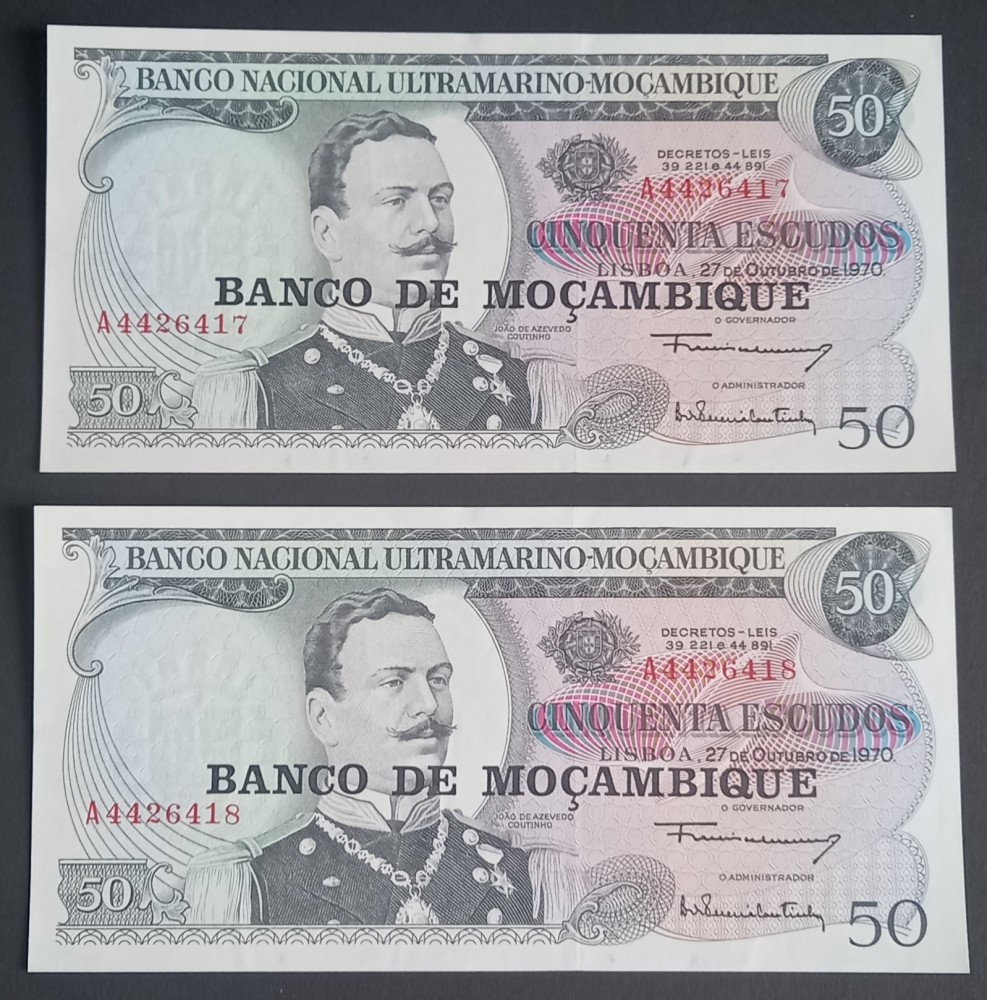 BANCO NACIONAL ULTRAMARINO-MOÇAMBIQUE
50
DECRETOS-LEIS
39 221 e 44 891
A4426417
CINQUENTA ESCUDOS
LISBOA, 27 DE OUTUBRO DE 1970.
BANCO DE MOÇAMBIQUE
A4426417
JOÃO DE AZEVEDO
COUTINHO
O GOVERNADOR
O ADMINISTRADOR
50
50
BANCO NACIONAL ULTRAMARINO-MOÇAMBIQUE
50
DECRETOS-LEIS
39 221 e 44 891
A4426418
CINQUENTA ESCUDOS
LISBOA, 27 DE OUTUBRO DE 1970.
BANCO DE MOÇAMBIQUE
A4426418
JOÃO DE AZEVEDO
COUTINHO
O GOVERNADOR
O ADMINISTRADOR
50
50